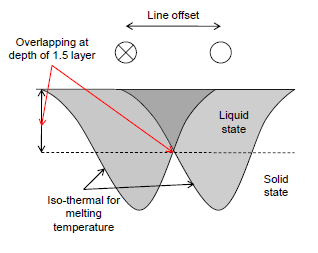 Line offset
Overlapping at
depth of 1.5 layer
Liquid
state
Solid
state
Iso-thermal for
melting
temperature